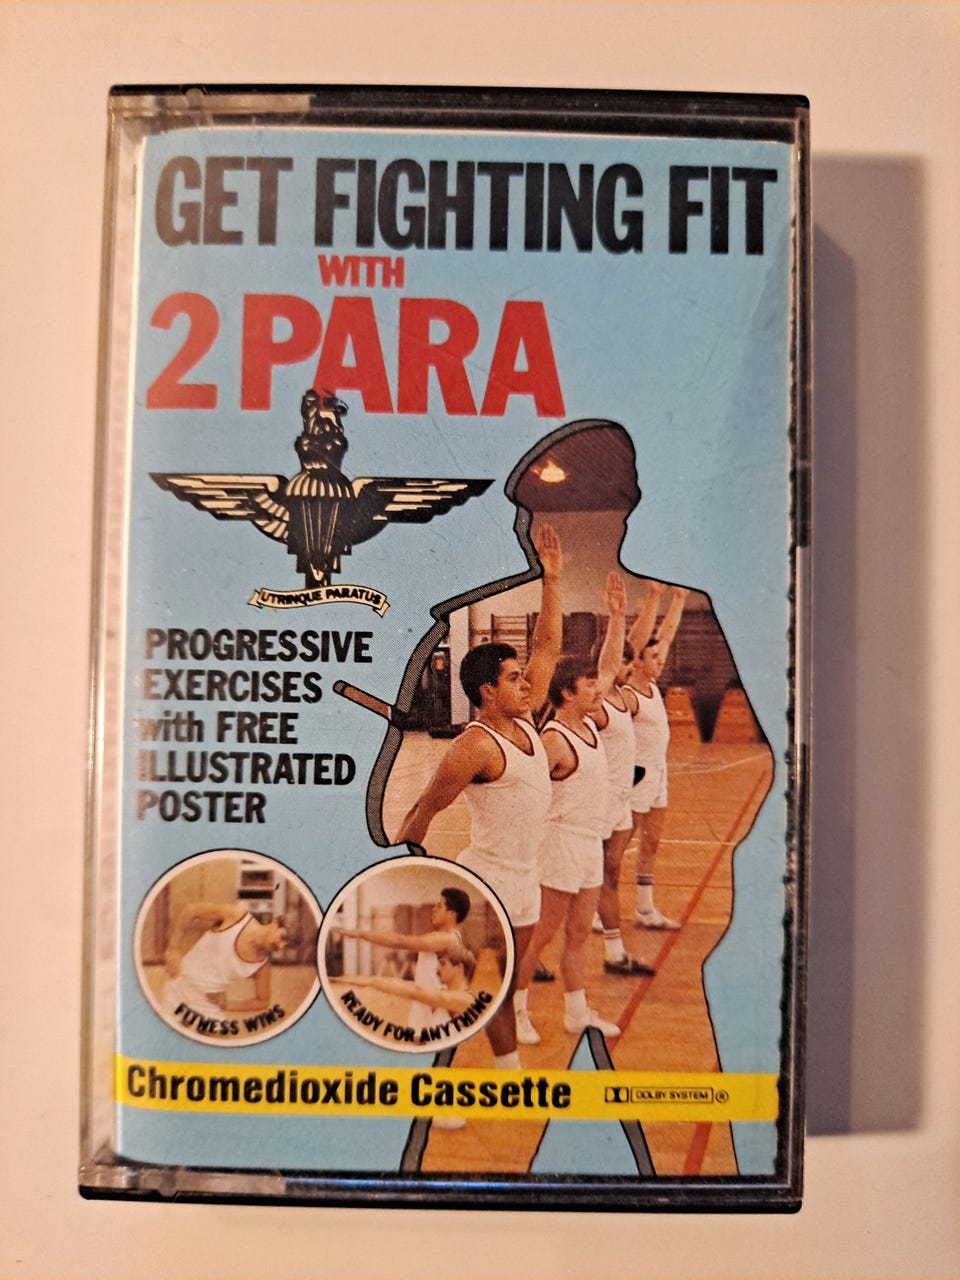 GET FIGHTING FIT
WITH
2 PARA
UTRINQUE PARATUS
PROGRESSIVE
EXERCISES
with FREE
ILLUSTRATED
POSTER
FITNESS WINS
READY FOR ANYTHING
Chromedioxide Cassette
DOLBY SYSTEM ®